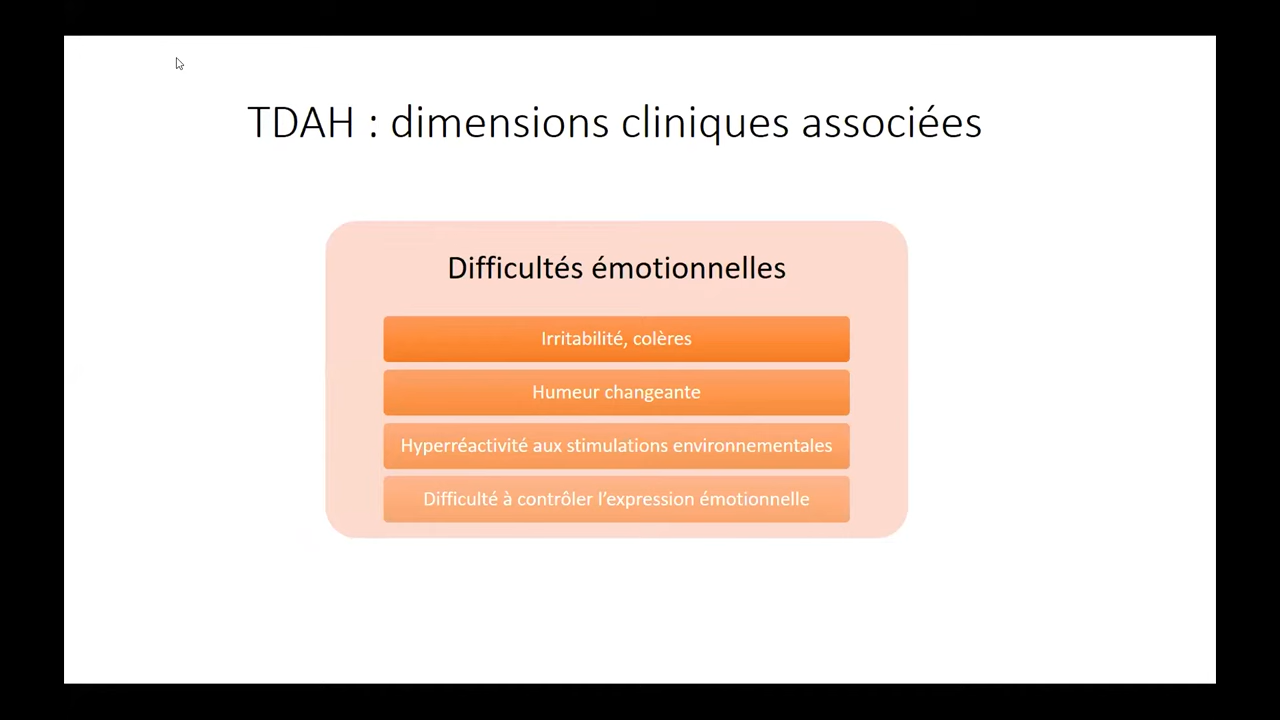 TDAH : dimensions cliniques associées
Difficultés émotionnelles
Irritabilité, colères
Humeur changeante
Hyperréactivité aux stimulations environnementales
Difficulté à contrôler l’expression émotionnelle